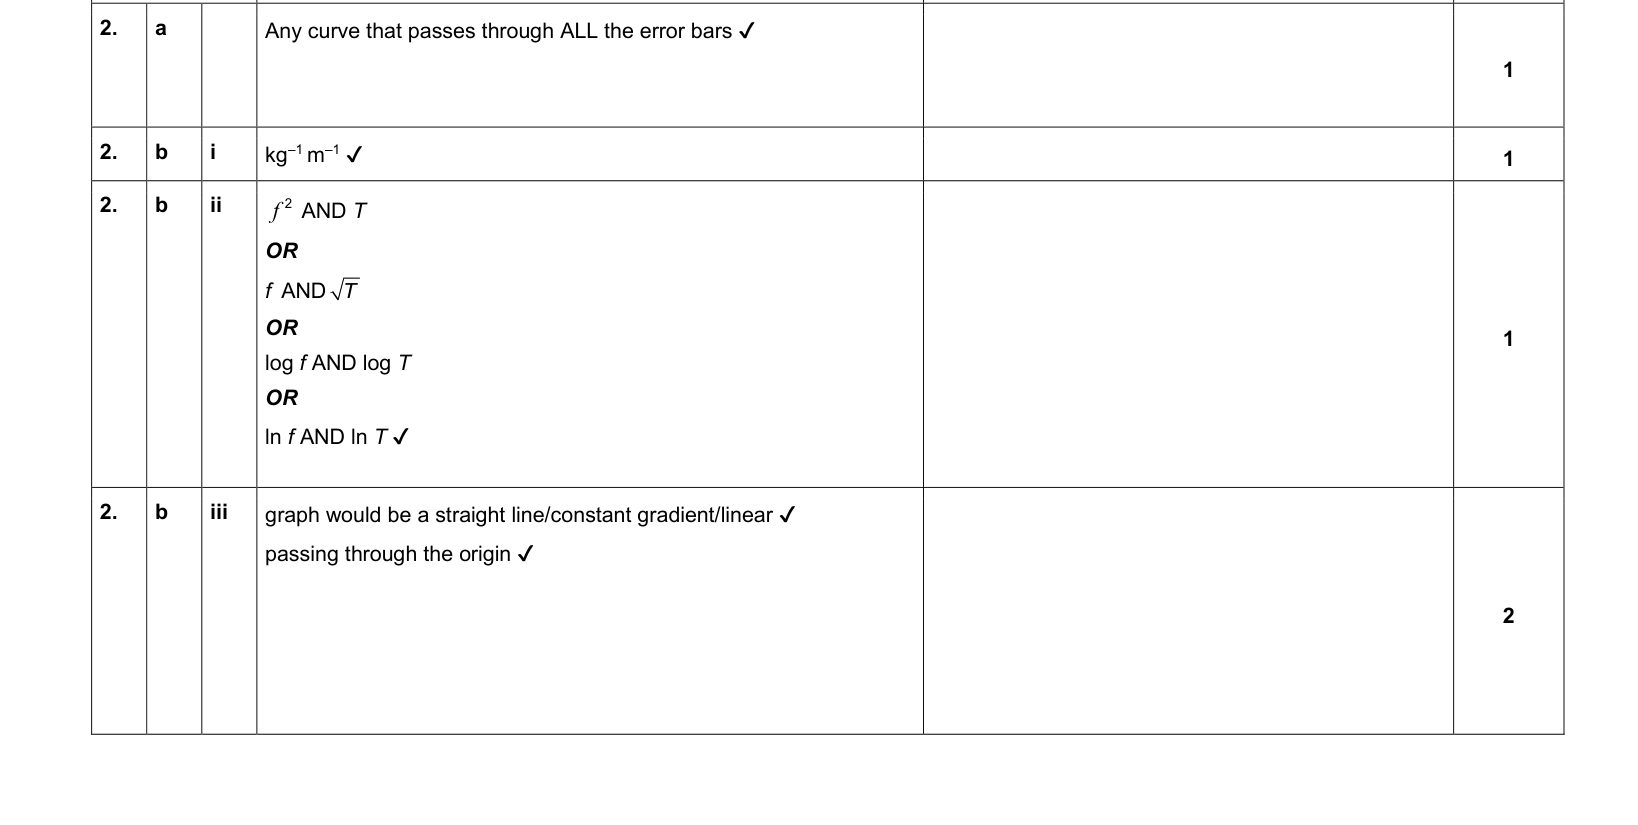 2. a Any curve that passes through ALL the error bars ✓ 1
2. b i kg⁻¹ m⁻¹ ✓ 1
2. b ii f² AND T
OR
f AND √T
OR
log f AND log T
1
OR
ln f AND ln T ✓
2. b iii graph would be a straight line/constant gradient/linear ✓
passing through the origin ✓
2